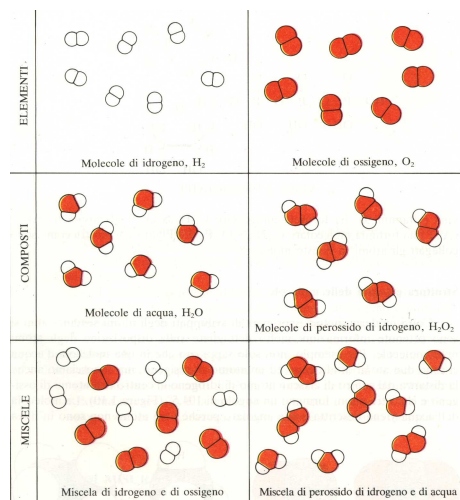 ELEMENTI
Molecole di idrogeno, H₂
Molecole di ossigeno, O₂
COMPOSTI
Molecole di acqua, H₂O
Molecole di perossido di idrogeno, H₂O₂
MISCELE
Miscela di idrogeno e di ossigeno
Miscela di perossido di idrogeno e di acqua